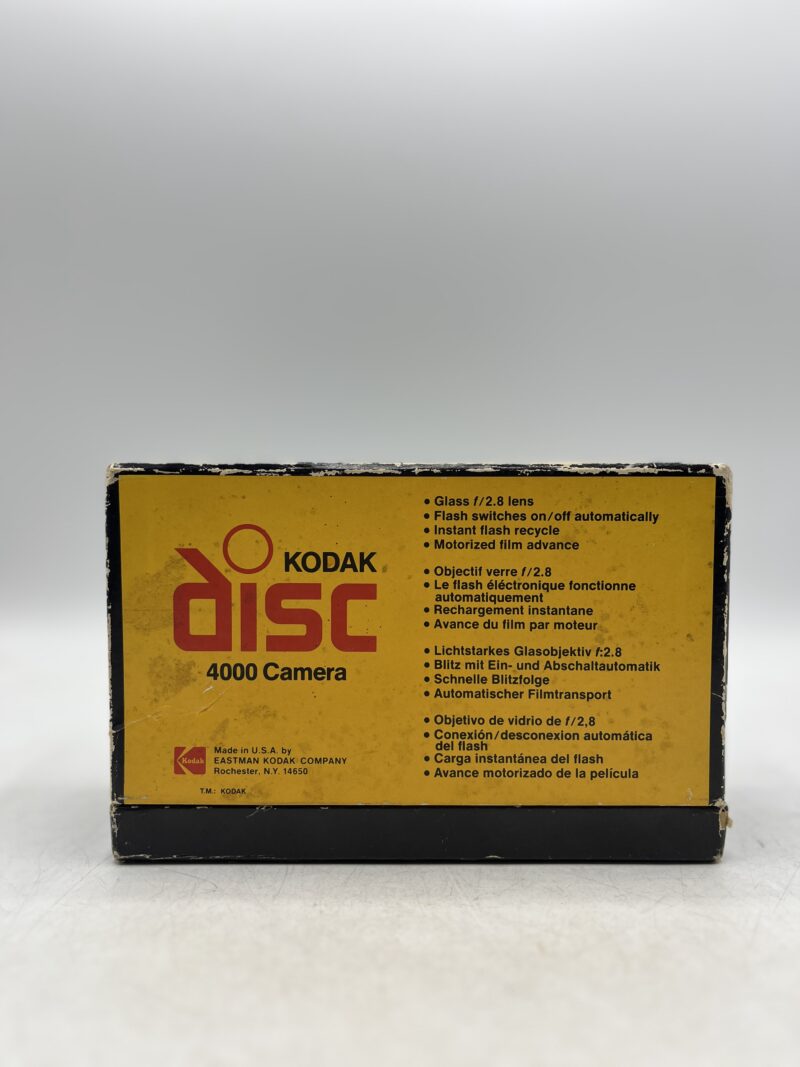 KODAK
disc
4000 Camera
Kodak
Made in U.S.A. by
EASTMAN KODAK COMPANY
Rochester, N.Y. 14650
T.M.: KODAK
• Glass f/2.8 lens
• Flash switches on/off automatically
• Instant flash recycle
• Motorized film advance
• Objectif verre f/2.8
• Le flash éléctronique fonctionne
automatiquement
• Rechargement instantane
• Avance du film par moteur
• Lichtstarkes Glasobjektiv f:2.8
• Blitz mit Ein- und Abschaltautomatik
• Schnelle Blitzfolge
• Automatischer Filmtransport
• Objetivo de vidrio de f/2,8
• Conexión/desconexion automática
del flash
• Carga instantánea del flash
• Avance motorizado de la película